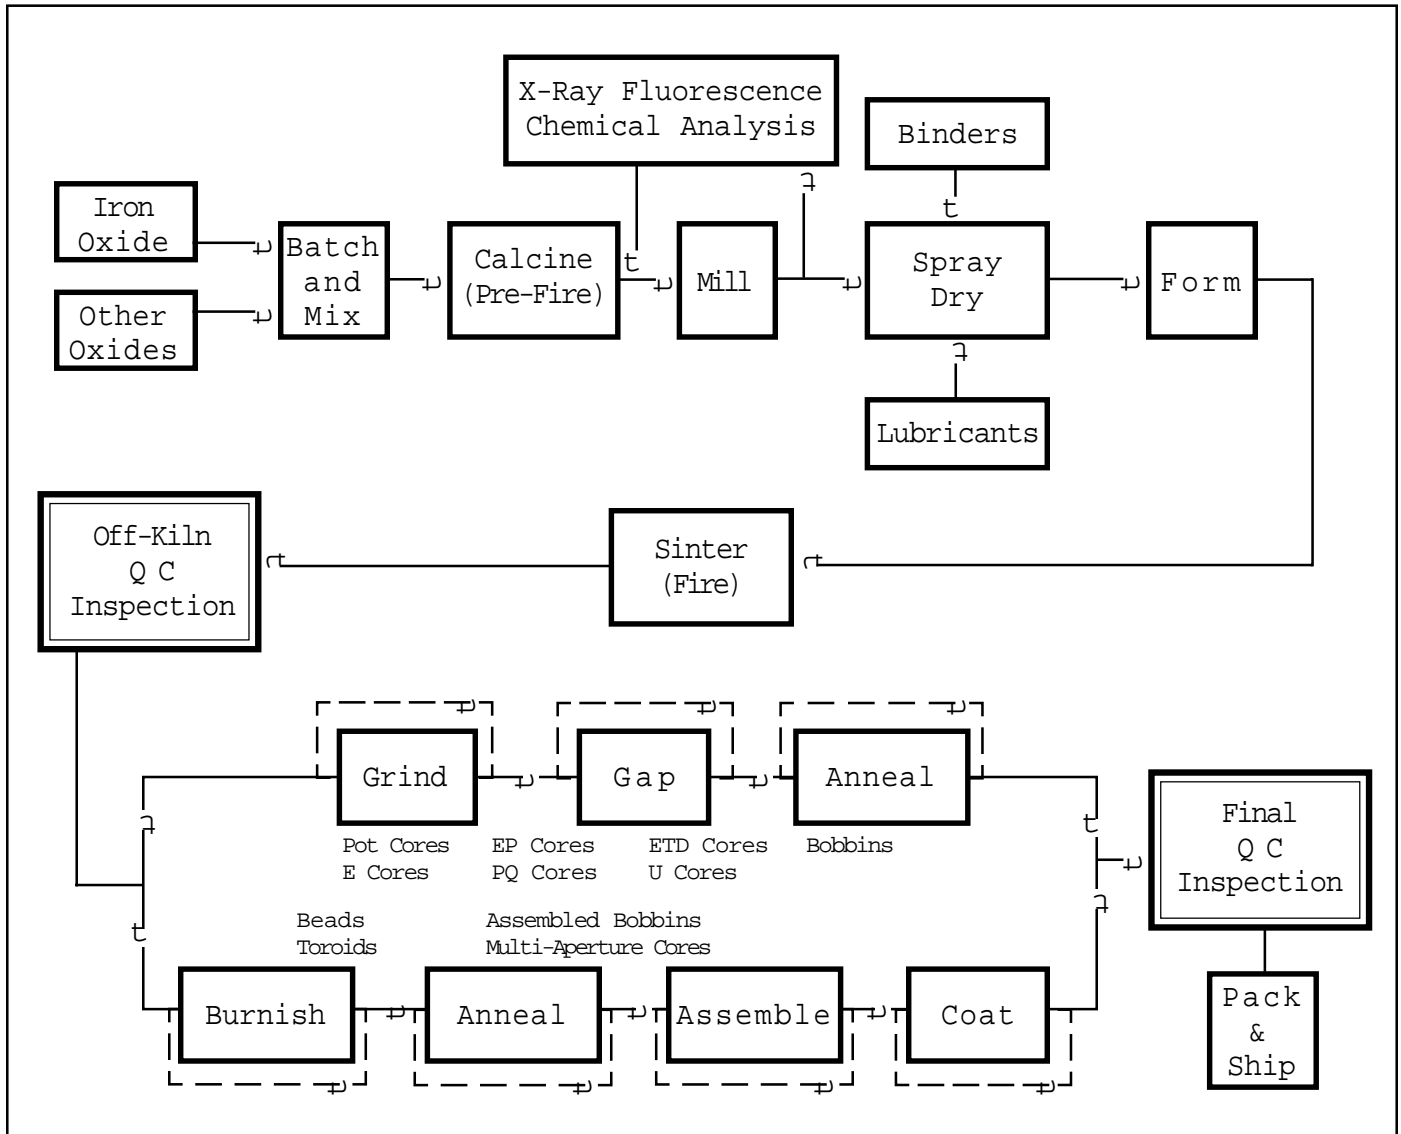 X-Ray Fluorescence
Chemical Analysis
Binders
Iron
Oxide
Other
Oxides
Batch
and
Mix
Calcine
(Pre-Fire)
Mill
Spray
Dry
Form
Lubricants
Off-Kiln
Q C
Inspection
Sinter
(Fire)
Grind
Gap
Anneal
Pot Cores
E Cores
EP Cores
PQ Cores
ETD Cores
U Cores
Bobbins
Final
Q C
Inspection
Beads
Toroids
Assembled Bobbins
Multi-Aperture Cores
Burnish
Anneal
Assemble
Coat
Pack
&
Ship